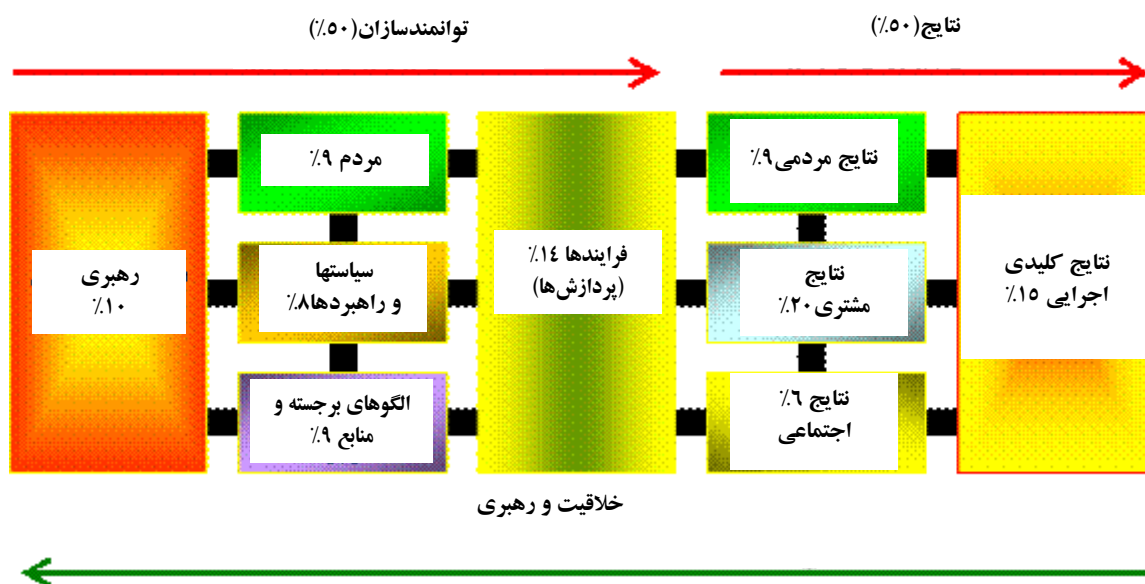 توانمندسازان(۵۰٪)
نتایج(۵۰٪)
رهبری
۱۰٪
مردم ۹٪
سیاستها
و راهبردها۸٪
الگوهای برجسته و
منابع ۹٪
فرایندها ۱۴٪
(پردازش‌ها)
نتایج مردمی۹٪
نتایج
مشتری۲۰٪
نتایج ۶٪
اجتماعی
نتایج کلیدی
اجرایی ۱۵٪
خلاقیت و رهبری